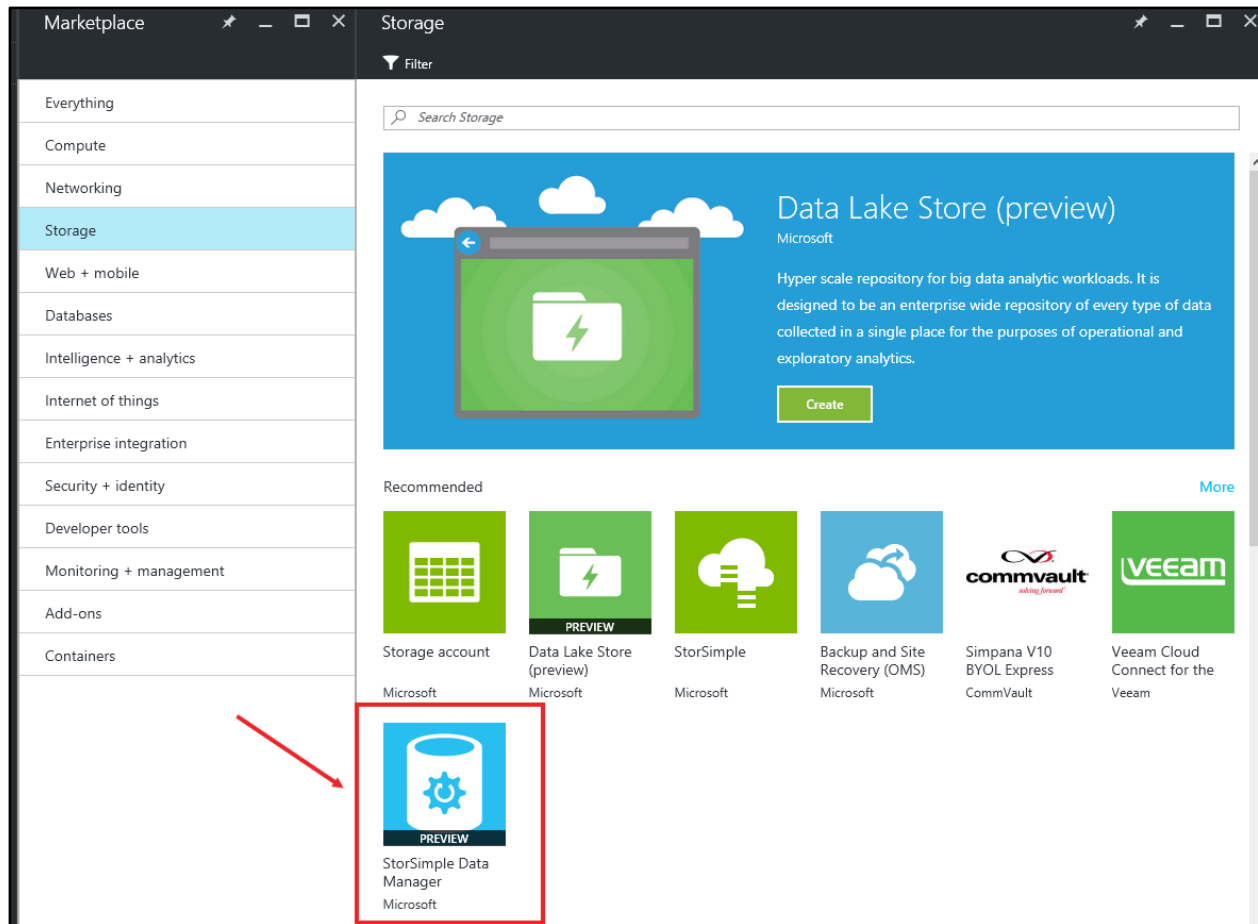 Marketplace
Storage
Filter
Everything
Compute
Networking
Storage
Web + mobile
Databases
Intelligence + analytics
Internet of things
Enterprise integration
Security + identity
Developer tools
Monitoring + management
Add-ons
Containers
Search Storage
Data Lake Store (preview)
Microsoft
Hyper scale repository for big data analytic workloads. It is
designed to be an enterprise wide repository of every type of data
collected in a single place for the purposes of operational and
exploratory analytics.
Create
Recommended
More
commvault
solving forward
veeam
PREVIEW
Storage account
Microsoft
Data Lake Store
(preview)
Microsoft
StorSimple
Microsoft
Backup and Site
Recovery (OMS)
Microsoft
Simpana V10
BYOL Express
CommVault
Veeam Cloud
Connect for the
Veeam
PREVIEW
StorSimple Data
Manager
Microsoft